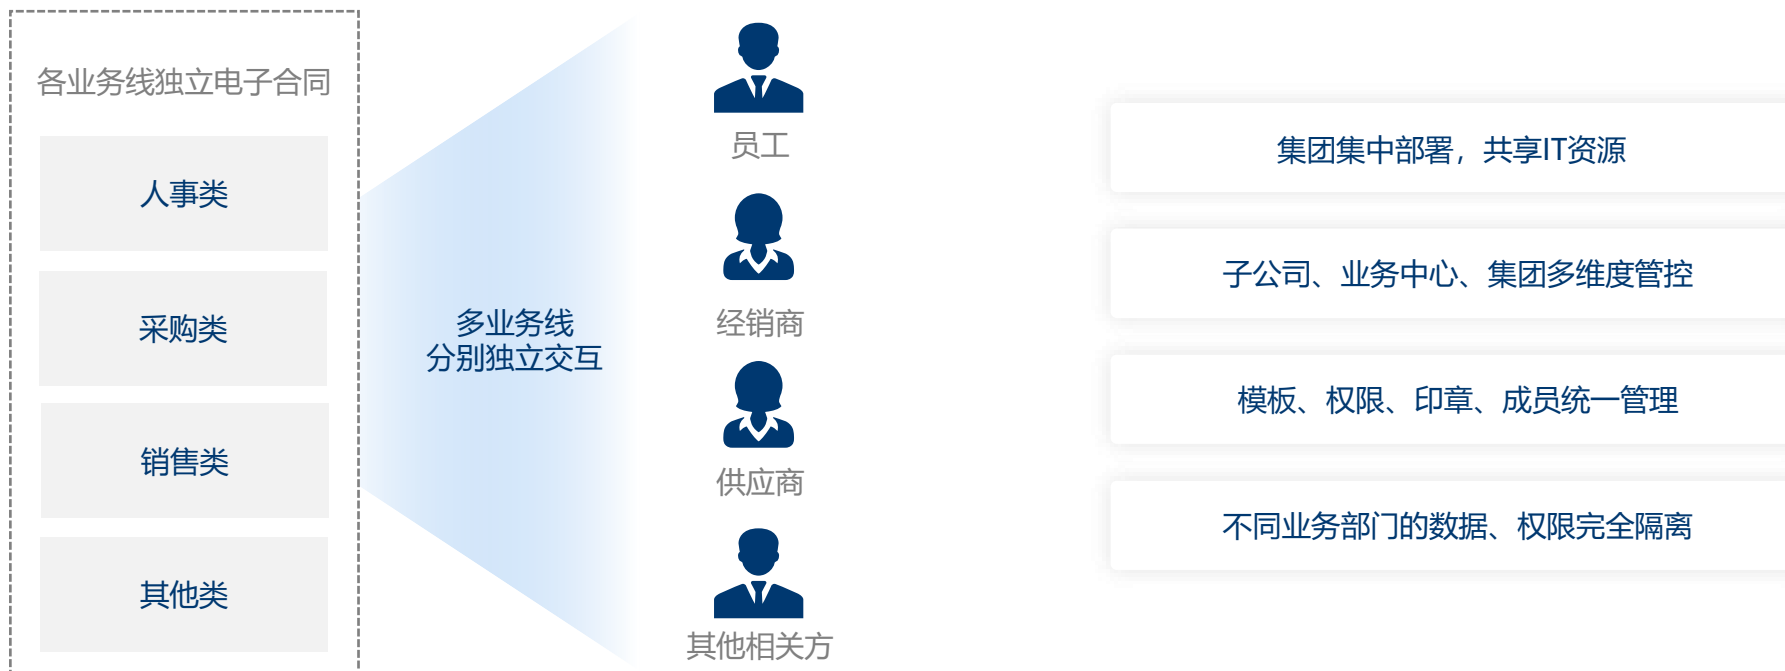 各业务线独立电子合同
人事类
采购类
销售类
其他类
多业务线
分别独立交互
员工
经销商
供应商
其他相关方
集团集中部署，共享IT资源
子公司、业务中心、集团多维度管控
模板、权限、印章、成员统一管理
不同业务部门的数据、权限完全隔离